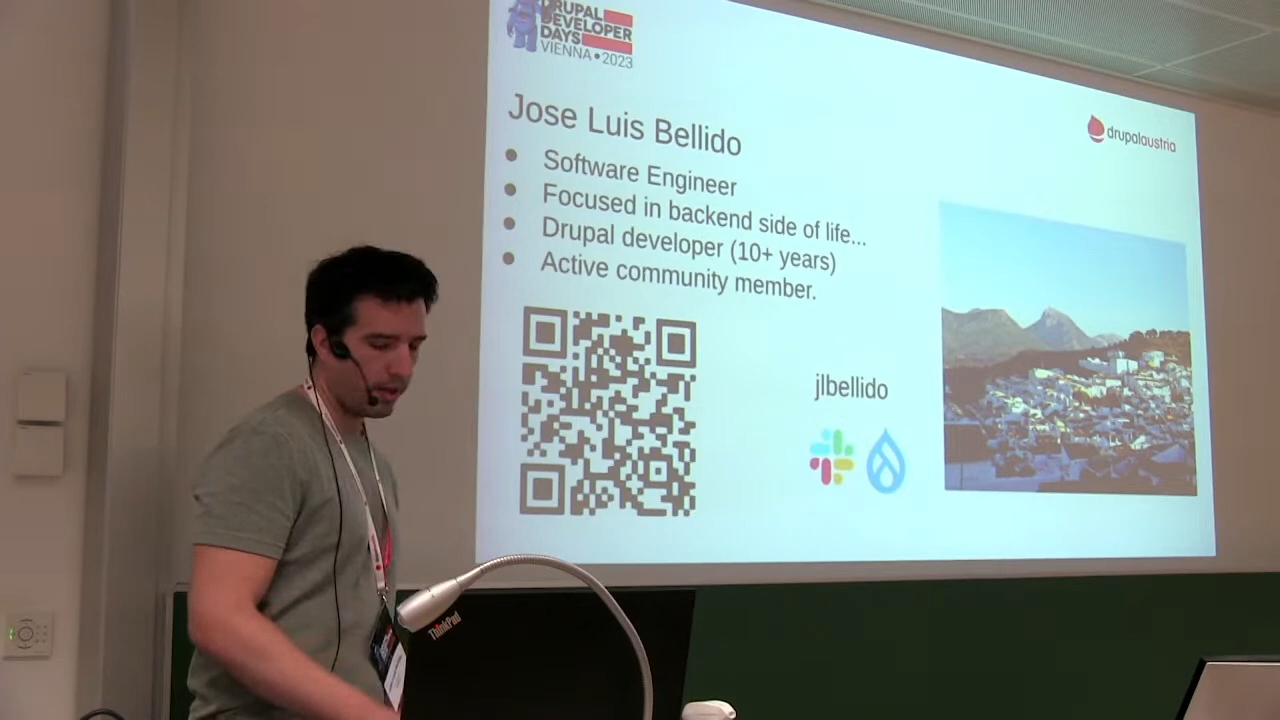 DRUPAL
DEVELOPER
DAYS
VIENNA • 2023
drupalaustria
Jose Luis Bellido
● Software Engineer
● Focused in backend side of life...
● Drupal developer (10+ years)
● Active community member.
jlbellido
ThinkPad